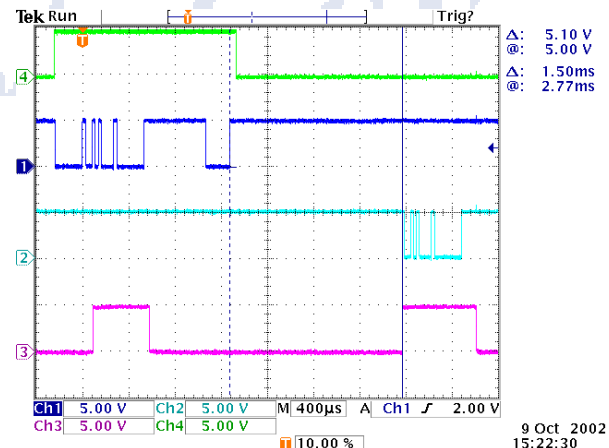 Tek Run Trig?
T
T
Δ: 5.10 V
@: 5.00 V
Δ: 1.50ms
@: 2.77ms
4
1
2
3
Ch1 5.00 V Ch2 5.00 V M 400µs A Ch1 2.00 V
Ch3 5.00 V Ch4 5.00 V
T 10.00 %
9 Oct 2002
15:22:30